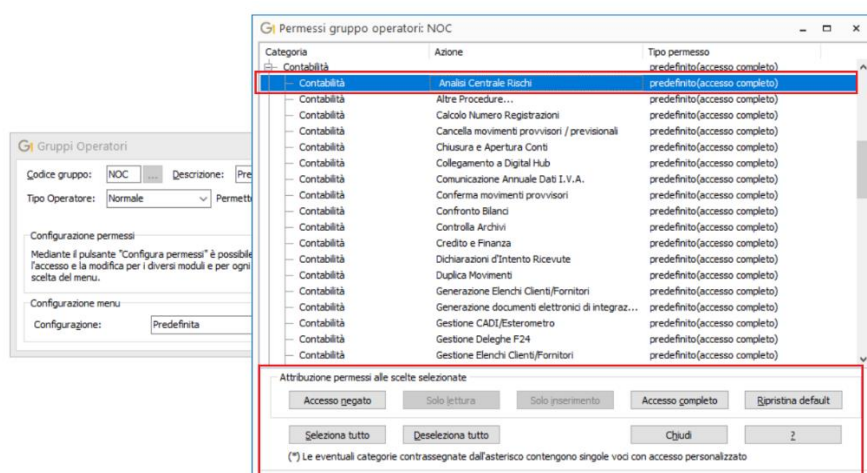 Permessi gruppo operatori: NOC
Categoria Azione Tipo permesso
Contabilità predefinito(accesso completo)
Contabilità Analisi Centrale Rischi predefinito(accesso completo)
Contabilità Altre Procedure... predefinito(accesso completo)
Contabilità Calcolo Numero Registrazioni predefinito(accesso completo)
Contabilità Cancella movimenti provvisori / previsionali predefinito(accesso completo)
Contabilità Chiusura e Apertura Conti predefinito(accesso completo)
Contabilità Collegamento a Digital Hub predefinito(accesso completo)
Contabilità Comunicazione Annuale Dati I.V.A. predefinito(accesso completo)
Contabilità Conferma movimenti provvisori predefinito(accesso completo)
Contabilità Confronto Bilanci predefinito(accesso completo)
Contabilità Controlla Archivi predefinito(accesso completo)
Contabilità Credito e Finanza predefinito(accesso completo)
Contabilità Dichiarazioni d'Intento Ricevute predefinito(accesso completo)
Contabilità Duplica Movimenti predefinito(accesso completo)
Contabilità Generazione Elenchi Clienti/Fornitori predefinito(accesso completo)
Contabilità Generazione documenti elettronici di integraz... predefinito(accesso completo)
Contabilità Gestione CADI/Esterometro predefinito(accesso completo)
Contabilità Gestione Deleghe F24 predefinito(accesso completo)
Contabilità Gestione Elenchi Clienti/Fornitori predefinito(accesso completo)
Attribuzione permessi alle scelte selezionate
Accesso negato Solo lettura Solo inserimento Accesso completo Ripristina default
Seleziona tutto Deseleziona tutto Chiudi ?
(*) Le eventuali categorie contrassegnate dall'asterisco contengono singole voci con accesso personalizzato
Gruppi Operatori
Codice gruppo: NOC ... Descrizione: Pre
Tipo Operatore: Normale Permett
Configurazione permessi
Mediante il pulsante "Configura permessi" è possibile
l'accesso e la modifica per i diversi moduli e per ogni
scelta del menu.
Configurazione menu
Configurazione: Predefinita